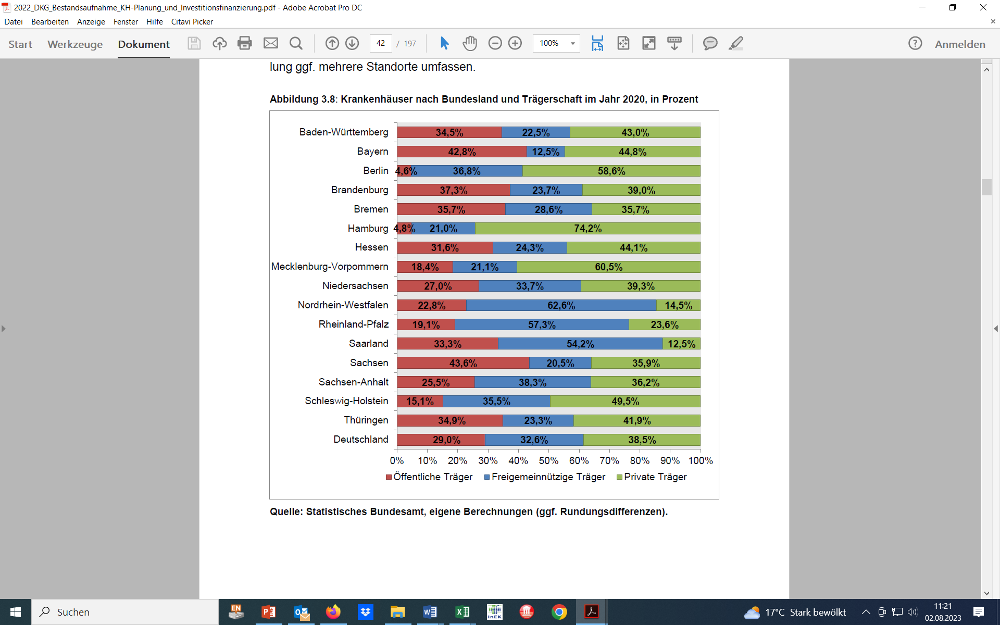 2022_DKG_Bestandsaufnahme_KH-Planung_und_Investitionsfinanzierung.pdf - Adobe Acrobat Pro DC
Datei Bearbeiten Anzeige Fenster Hilfe Citavi Picker
Start Werkzeuge Dokument 42 / 197 100% Anmelden
lung ggf. mehrere Standorte umfassen.
Abbildung 3.8: Krankenhäuser nach Bundesland und Trägerschaft im Jahr 2020, in Prozent
Baden-Württemberg 34,5% 22,5% 43,0%
Bayern 42,8% 12,5% 44,8%
Berlin 4,6% 36,8% 58,6%
Brandenburg 37,3% 23,7% 39,0%
Bremen 35,7% 28,6% 35,7%
Hamburg 4,8% 21,0% 74,2%
Hessen 31,6% 24,3% 44,1%
Mecklenburg-Vorpommern 18,4% 21,1% 60,5%
Niedersachsen 27,0% 33,7% 39,3%
Nordrhein-Westfalen 22,8% 62,6% 14,5%
Rheinland-Pfalz 19,1% 57,3% 23,6%
Saarland 33,3% 54,2% 12,5%
Sachsen 43,6% 20,5% 35,9%
Sachsen-Anhalt 25,5% 38,3% 36,2%
Schleswig-Holstein 15,1% 35,5% 49,5%
Thüringen 34,9% 23,3% 41,9%
Deutschland 29,0% 32,6% 38,5%
0% 10% 20% 30% 40% 50% 60% 70% 80% 90% 100%
Öffentliche Träger Freigemeinnützige Träger Private Träger
Quelle: Statistisches Bundesamt, eigene Berechnungen (ggf. Rundungsdifferenzen).
Suchen EN InEK 17°C Stark bewölkt 11:21
02.08.2023